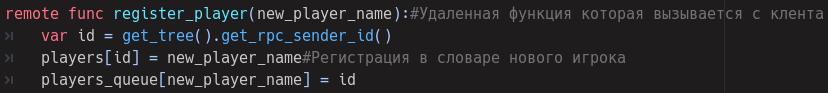 remote func register_player(new_player_name):#Удаленная функция которая вызывается с клента
var id = get_tree().get_rpc_sender_id()
players[id] = new_player_name#Регистрация в словаре нового игрока
players_queue[new_player_name] = id